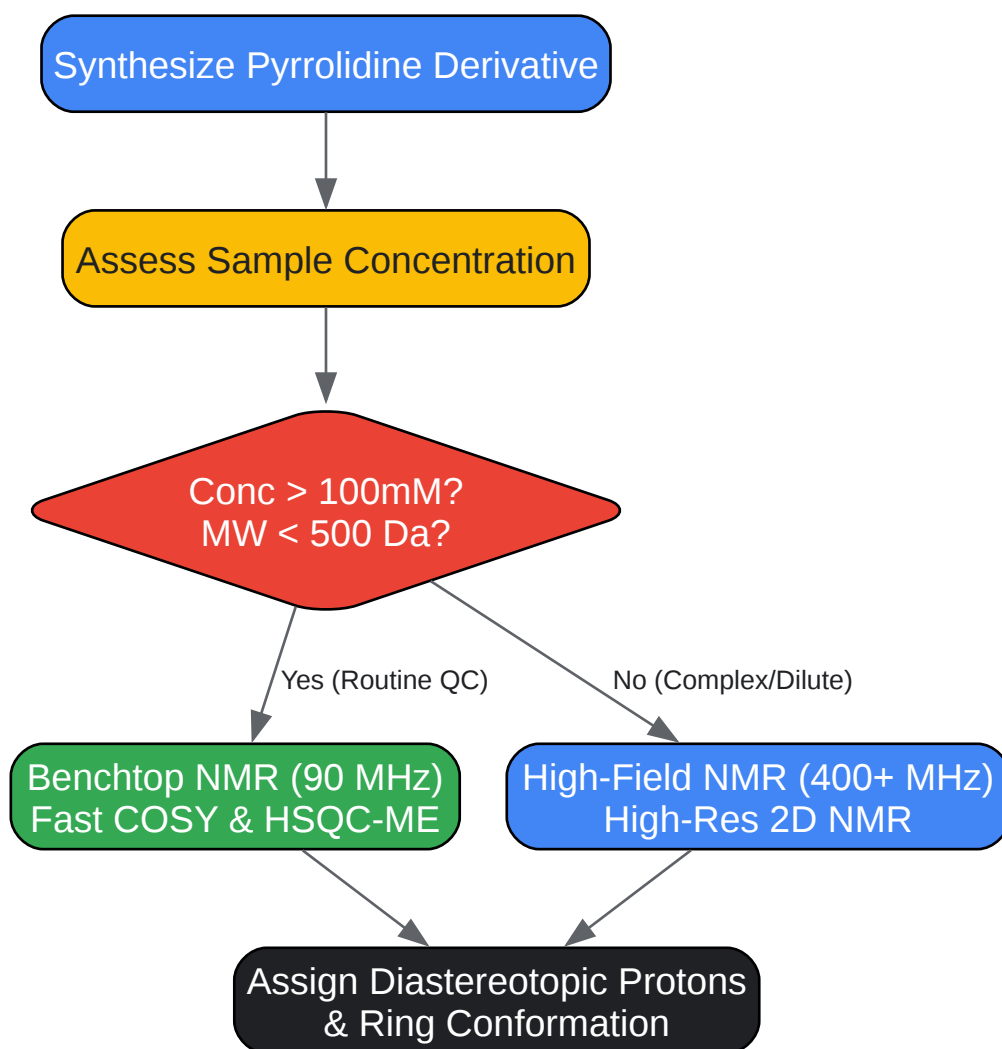 Synthesize Pyrrolidine Derivative
Assess Sample Concentration
Conc > 100mM?
MW < 500 Da?
Yes (Routine QC)
No (Complex/Dilute)
Benchtop NMR (90 MHz)
Fast COSY & HSQC-ME
High-Field NMR (400+ MHz)
High-Res 2D NMR
Assign Diastereotopic Protons
& Ring Conformation